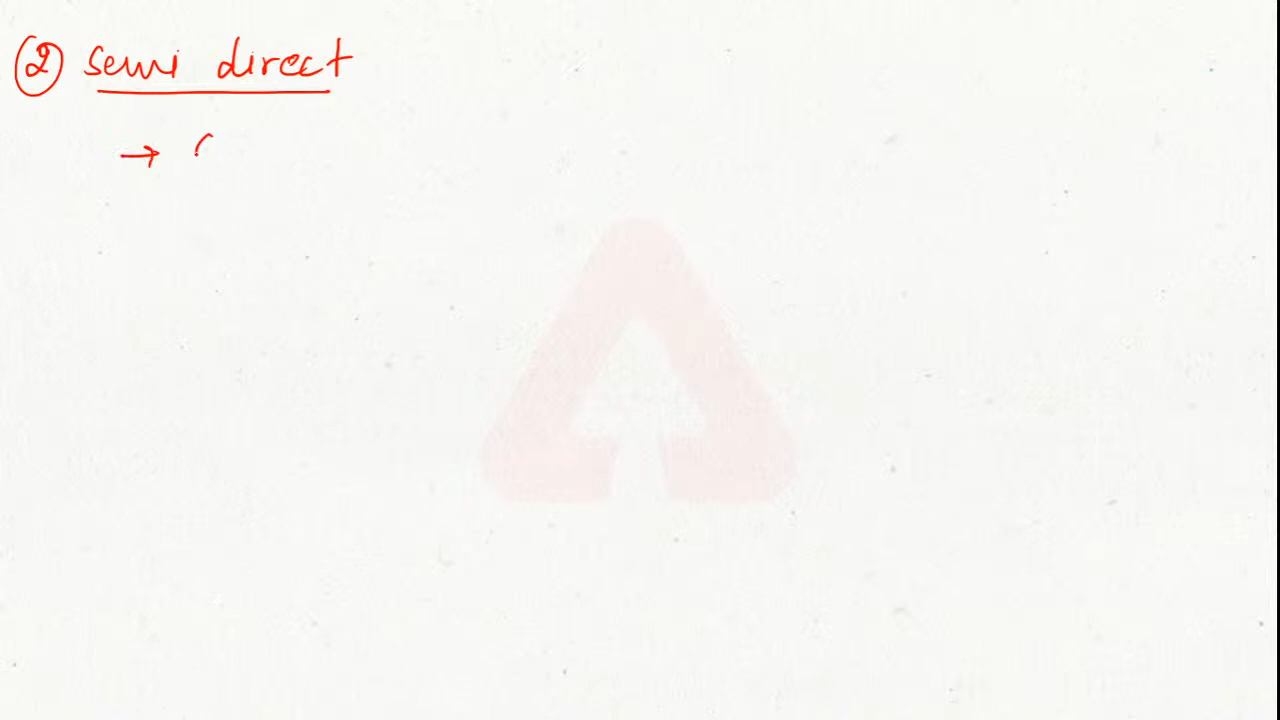 ② semi direct
→